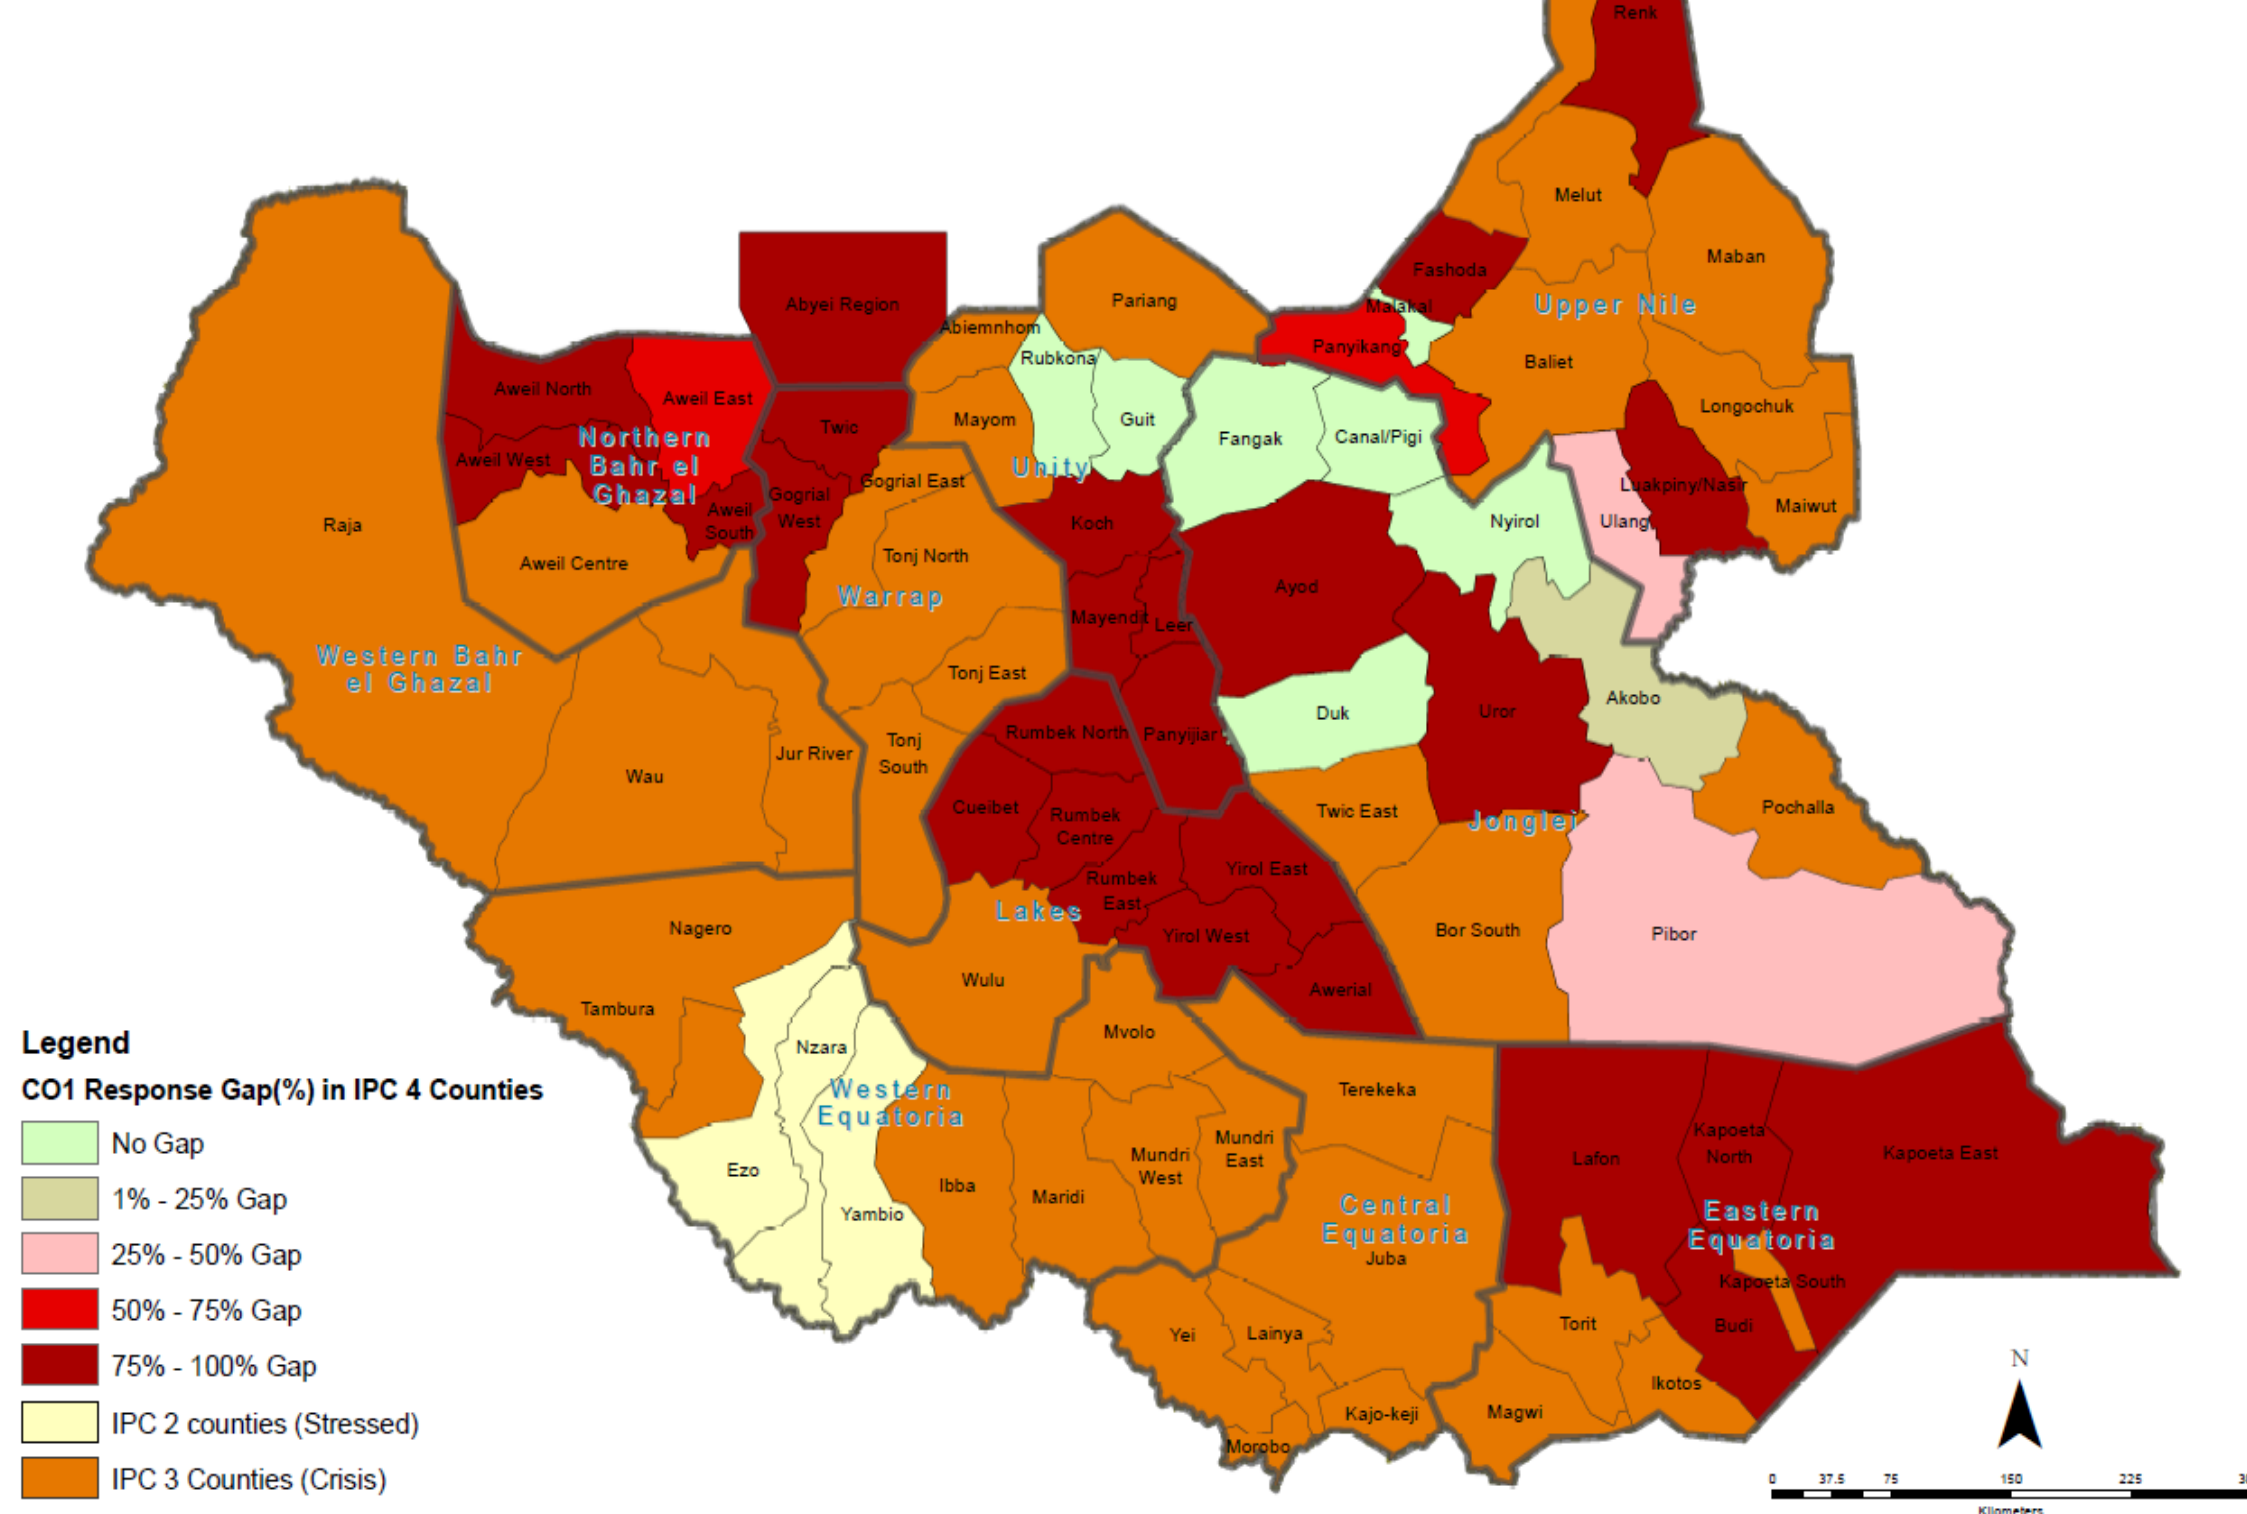 Renk
Melut
Maban
Fashoda
Upper Nile
Malakal
Panyikang
Baliet
Longochuk
Luakpiny/Nasir
Maiwut
Ulang
Abyei Region
Pariang
Abiemnhom
Rubkona
Guit
Mayom
Unity
Fangak
Canal/Pigi
Nyirol
Aweil North
Aweil East
Northern
Bahr el
Ghazal
Aweil West
Aweil
South
Aweil Centre
Twic
Gogrial East
Gogrial
West
Tonj North
Warrap
Koch
Mayendit
Leer
Ayod
Raja
Western Bahr
el Ghazal
Tonj East
Duk
Uror
Akobo
Rumbek North
Panyijiar
Tonj
South
Jur River
Wau
Cueibet
Rumbek
Centre
Twic East
Jonglei
Pochalla
Rumbek
East
Yirol East
Lakes
Yirol West
Bor South
Pibor
Nagero
Wulu
Awerial
Tambura
Mvolo
Nzara
Western
Equatoria
Terekeka
Ezo
Yambio
Ibba
Maridi
Mundri
West
Mundri
East
Central
Equatoria
Juba
Lafon
Kapoeta
North
Kapoeta East
Eastern
Equatoria
Kapoeta South
Budi
Torit
Ikotos
Magwi
Yei
Lainya
Kajo-keji
Morobo
Legend
CO1 Response Gap(%) in IPC 4 Counties
No Gap
1% - 25% Gap
25% - 50% Gap
50% - 75% Gap
75% - 100% Gap
IPC 2 counties (Stressed)
IPC 3 Counties (Crisis)
N
0 37.5 75 150 225
Kilometers